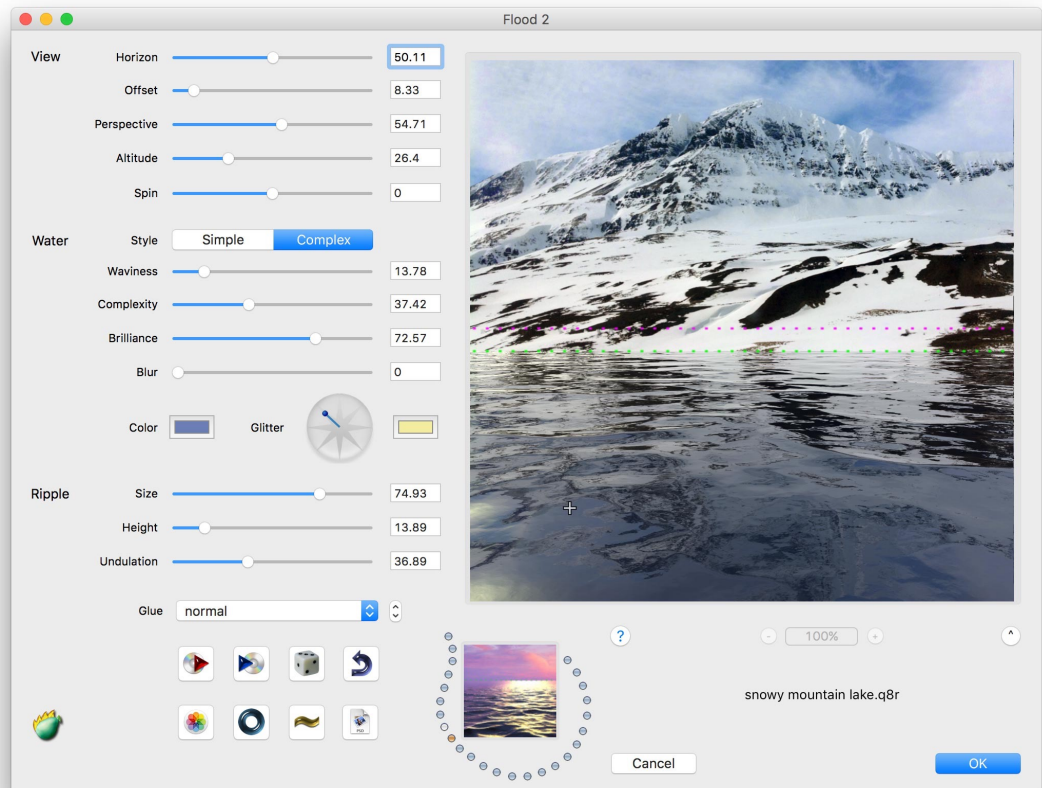 Flood 2
View
Horizon 50.11
Offset 8.33
Perspective 54.71
Altitude 26.4
Spin 0
Water
Style Simple Complex
Waviness 13.78
Complexity 37.42
Brilliance 72.57
Blur 0
Color Glitter
Ripple
Size 74.93
Height 13.89
Undulation 36.89
Glue normal
? - 100% + ^
PSD
snowy mountain lake.q8r
Cancel OK